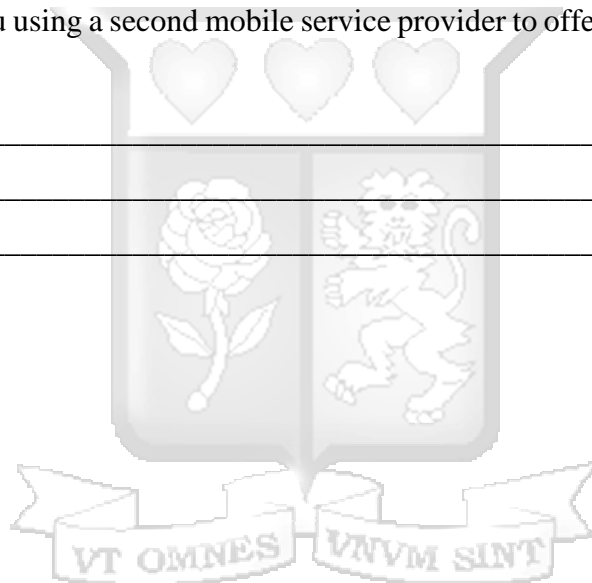 u using a second mobile service provider to offe
VT OMNES VNVM SINT